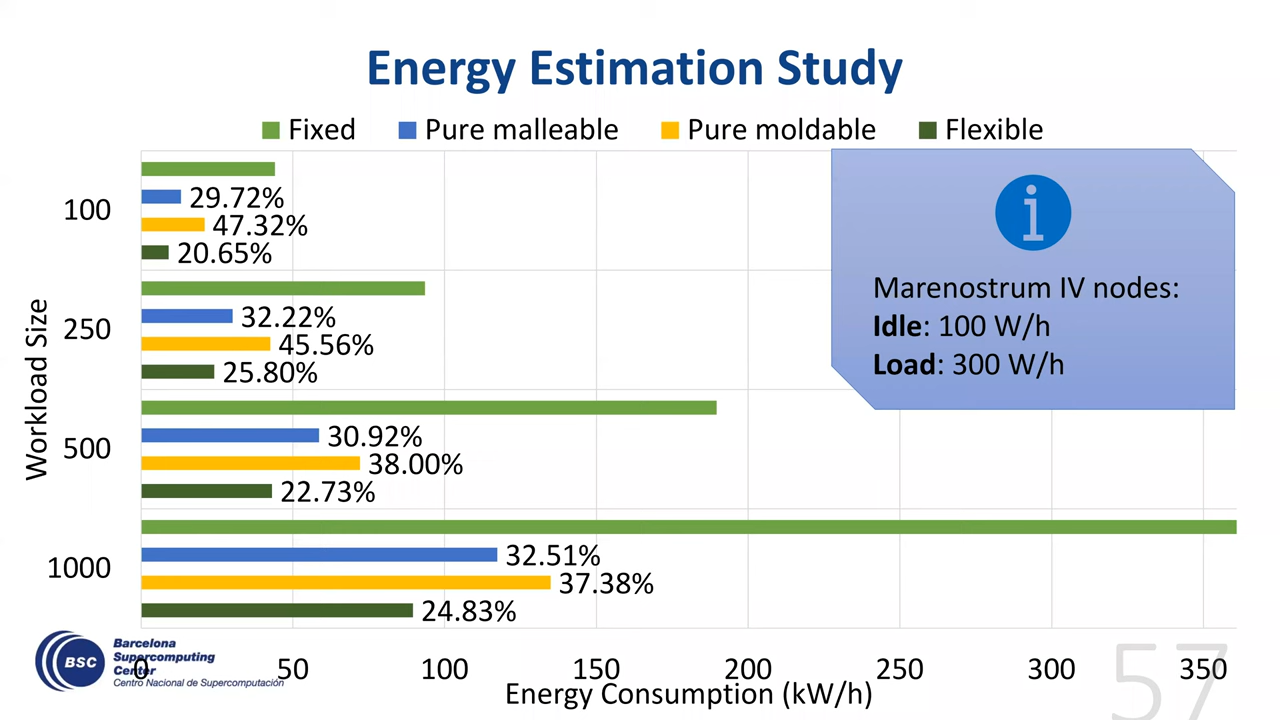 Energy Estimation Study
Fixed Pure malleable Pure moldable Flexible
Workload Size
100
29.72%
47.32%
20.65%
250
32.22%
45.56%
25.80%
500
30.92%
38.00%
22.73%
1000
32.51%
37.38%
24.83%
i
Marenostrum IV nodes:
Idle: 100 W/h
Load: 300 W/h
0 50 100 150 200 250 300 350
Energy Consumption (kW/h)
BSC
Barcelona
Supercomputing
Center
Centro Nacional de Supercomputación
57